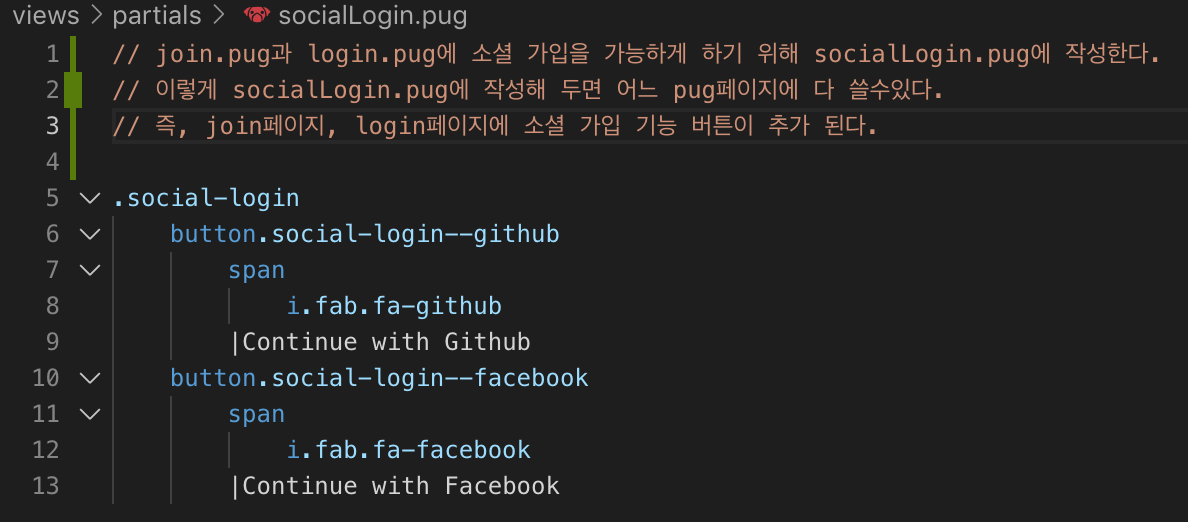 views > partials > socialLogin.pug
1 // join.pug과 login.pug에 소셜 가입을 가능하게 하기 위해 socialLogin.pug에 작성한다.
2 // 이렇게 socialLogin.pug에 작성해 두면 어느 pug페이지에 다 쓸수있다.
3 // 즉, join페이지, login페이지에 소셜 가입 기능 버튼이 추가 된다.
4
5 .social-login
6 button.social-login--github
7 span
8 i.fab.fa-github
9 |Continue with Github
10 button.social-login--facebook
11 span
12 i.fab.fa-facebook
13 |Continue with Facebook